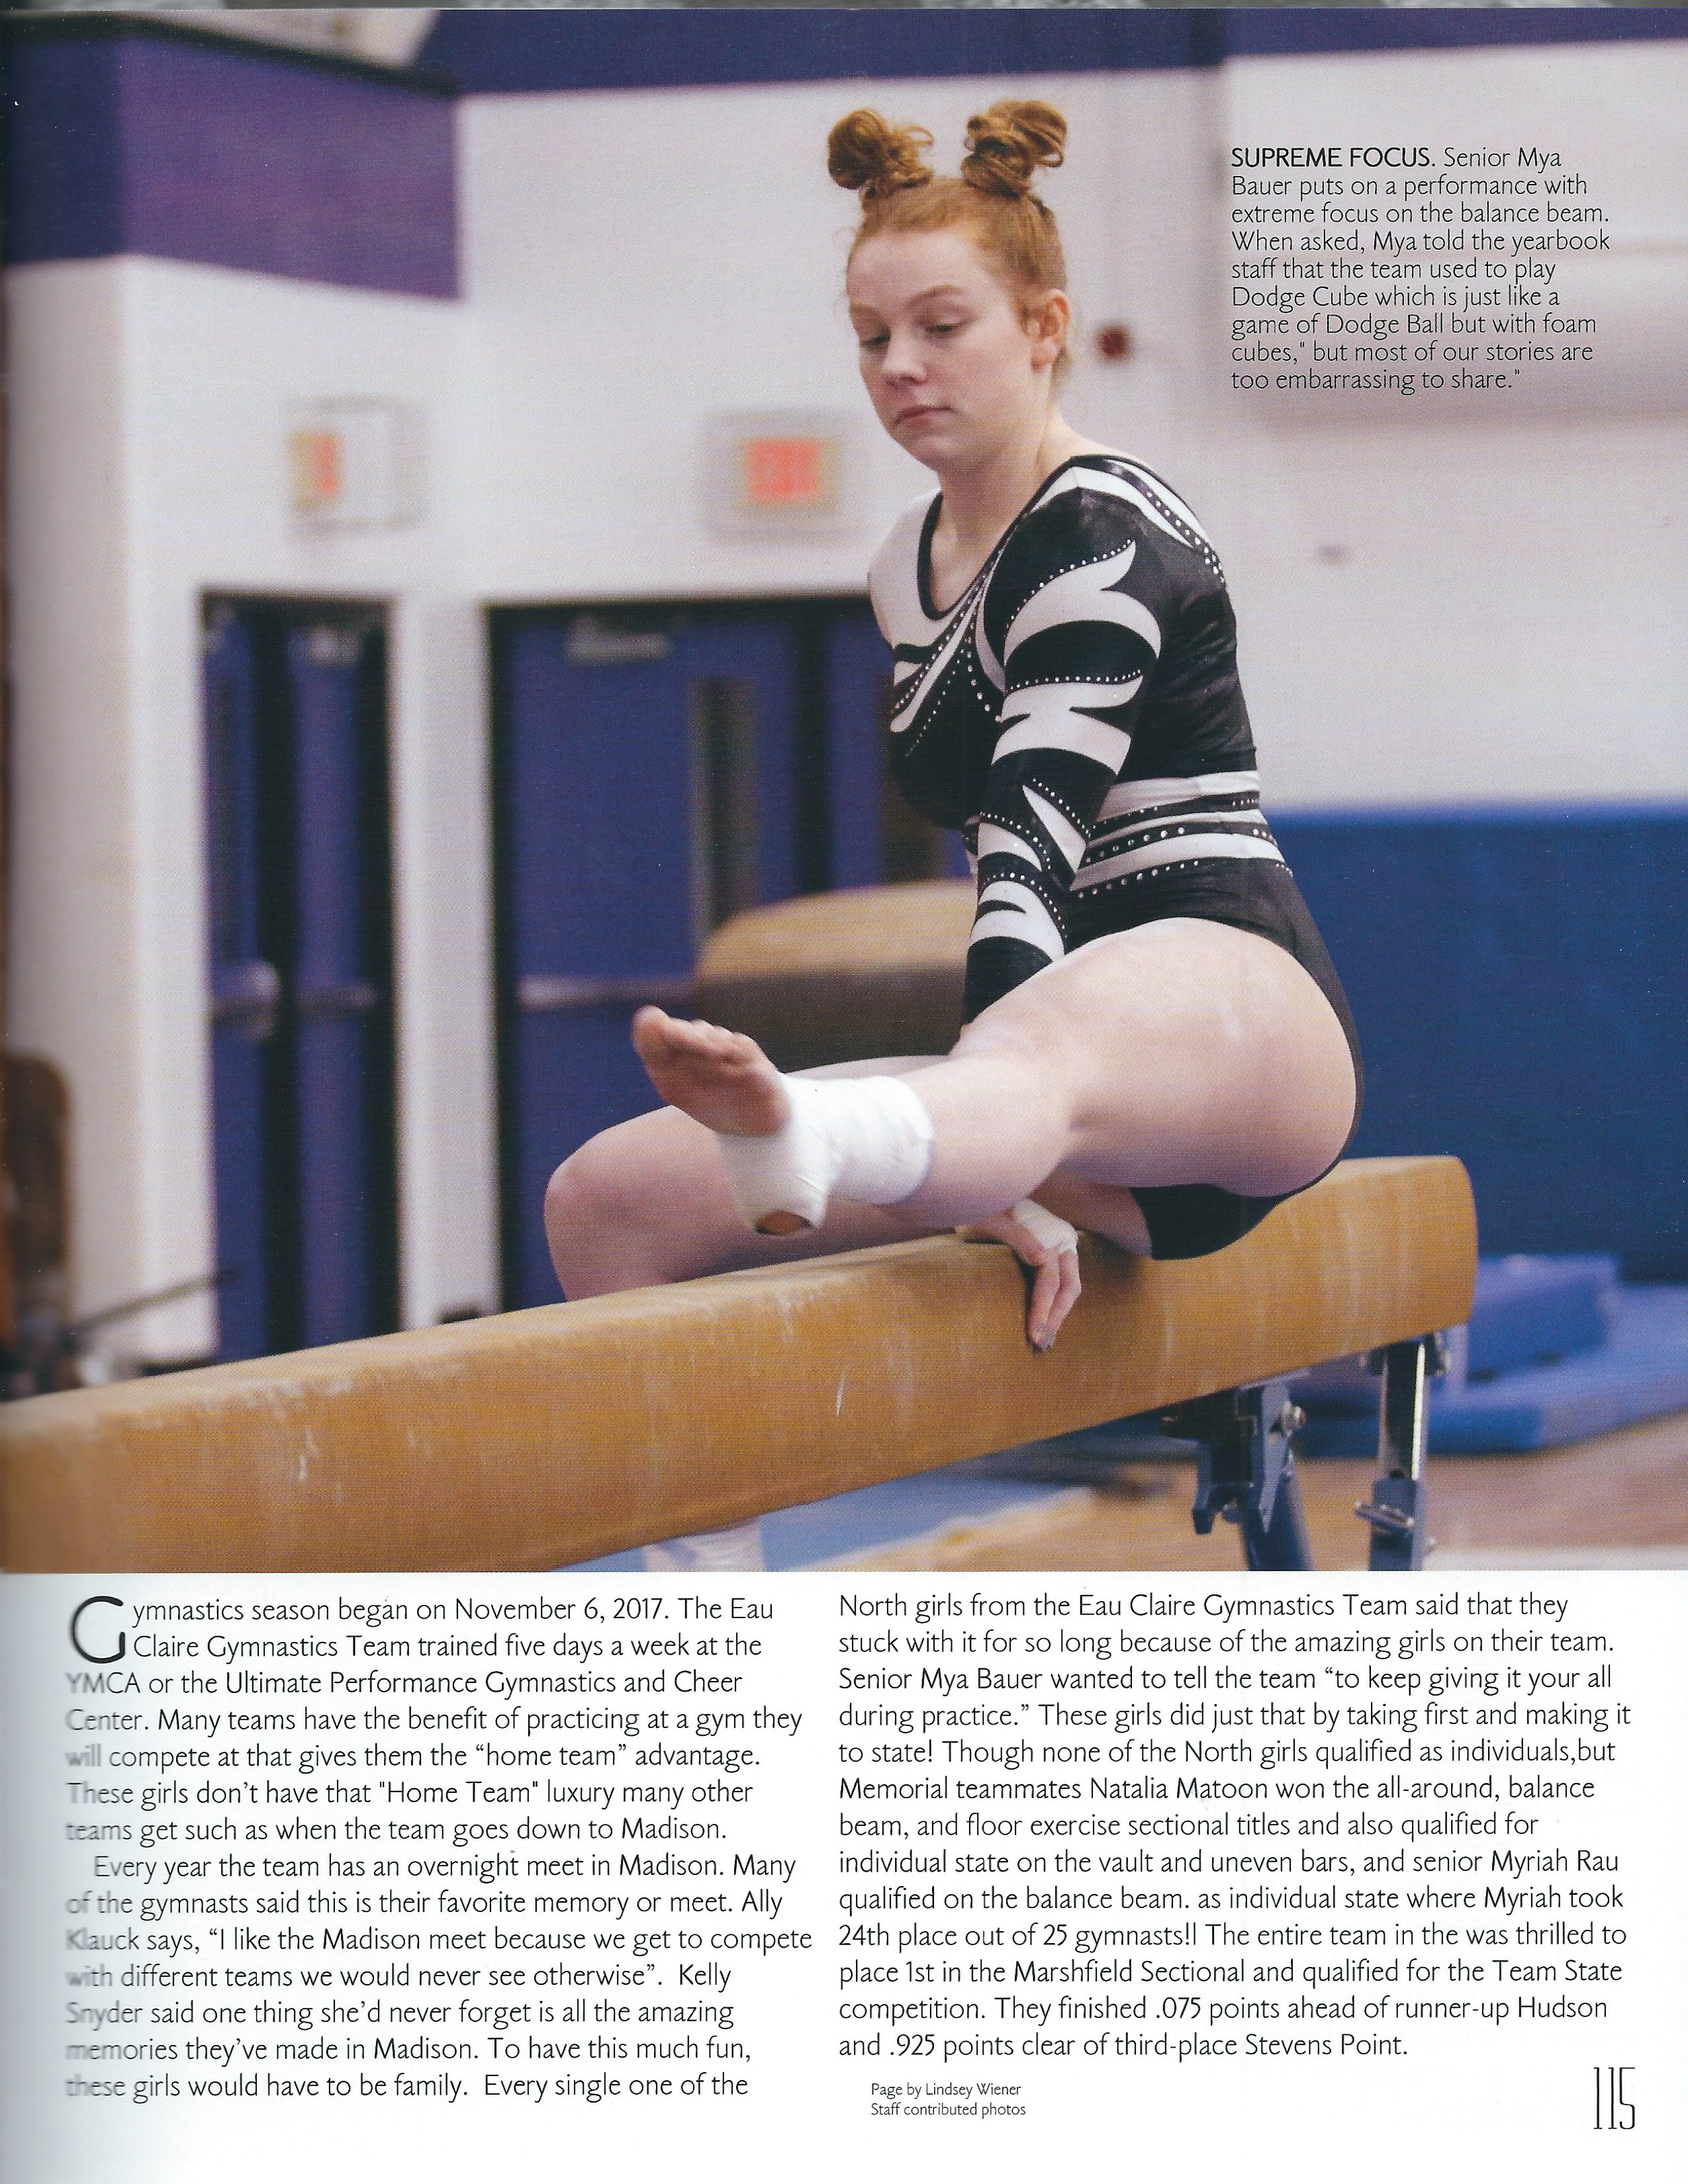 SUPREME FOCUS. Senior Mya
Bauer puts on a performance with
extreme focus on the balance beam.
When asked, Mya told the yearbook
staff that the team used to play
Dodge Cube which is just like a
game of Dodge Ball but with foam
cubes," but most of our stories are
too embarrassing to share."
Gymnastics season began on November 6, 2017. The Eau
Claire Gymnastics Team trained five days a week at the
YMCA or the Ultimate Performance Gymnastics and Cheer
Center. Many teams have the benefit of practicing at a gym they
will compete at that gives them the “home team” advantage.
These girls don’t have that "Home Team" luxury many other
teams get such as when the team goes down to Madison.
Every year the team has an overnight meet in Madison. Many
of the gymnasts said this is their favorite memory or meet. Ally
Klauck says, “I like the Madison meet because we get to compete
with different teams we would never see otherwise”. Kelly
Snyder said one thing she’d never forget is all the amazing
memories they’ve made in Madison. To have this much fun,
these girls would have to be family. Every single one of the
North girls from the Eau Claire Gymnastics Team said that they
stuck with it for so long because of the amazing girls on their team.
Senior Mya Bauer wanted to tell the team “to keep giving it your all
during practice.” These girls did just that by taking first and making it
to state! Though none of the North girls qualified as individuals,but
Memorial teammates Natalia Matoon won the all-around, balance
beam, and floor exercise sectional titles and also qualified for
individual state on the vault and uneven bars, and senior Myriah Rau
qualified on the balance beam. as individual state where Myriah took
24th place out of 25 gymnasts!! The entire team in the was thrilled to
place 1st in the Marshfield Sectional and qualified for the Team State
competition. They finished .075 points ahead of runner-up Hudson
and .925 points clear of third-place Stevens Point.
Page by Lindsey Wiener
Staff contributed photos
115